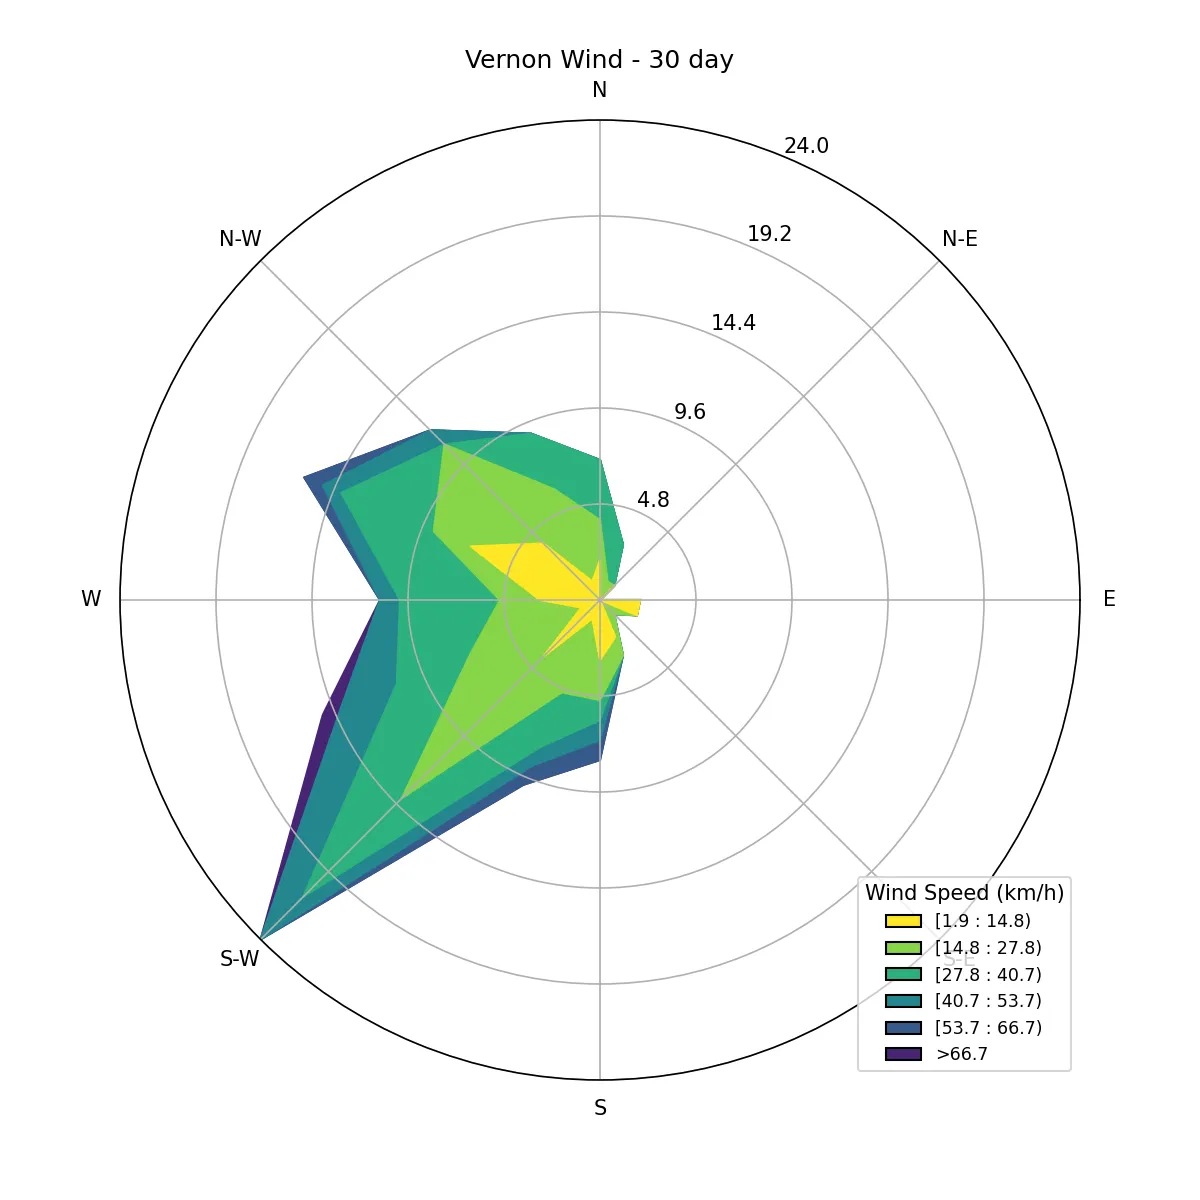 Vernon Wind - 30 day
N
24.0
19.2
N-W
N-E
14.4
9.6
4.8
W
E
Wind Speed (km/h)
[1.9 : 14.8)
[14.8 : 27.8)
[27.8 : 40.7)
[40.7 : 53.7)
[53.7 : 66.7)
>66.7
S-W
S-E
S